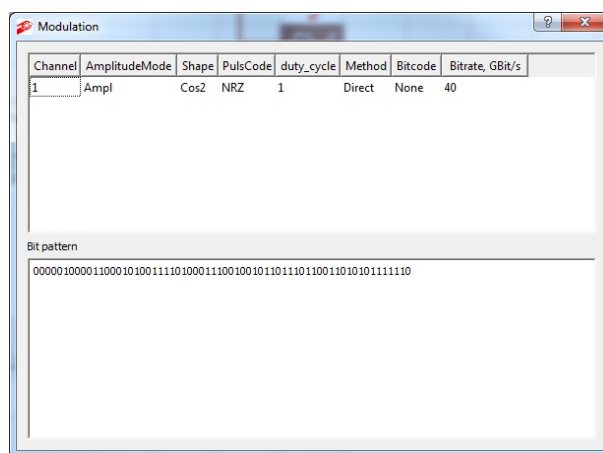 Modulation
Channel AmplitudeMode Shape PulsCode duty_cycle Method Bitcode Bitrate, GBit/s
1 Ampl Cos2 NRZ 1 Direct None 40
Bit pattern
0000010000110001010011110100011100100101101110110011010101111110